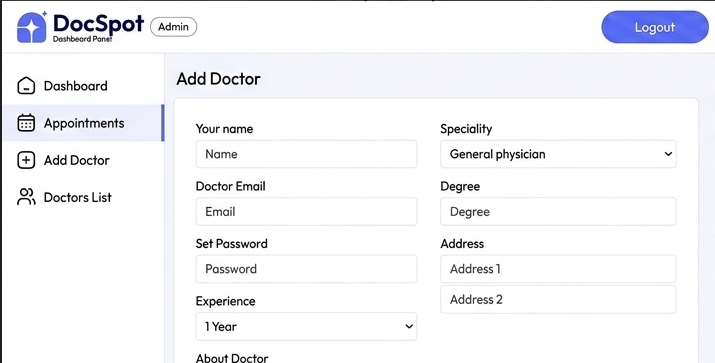 DocSpot
Dashboard Panel
Admin
Logout
Dashboard
Appointments
Add Doctor
Doctors List
Add Doctor
Your name
Name
Speciality
General physician
Doctor Email
Email
Degree
Degree
Set Password
Password
Address
Address 1
Address 2
Experience
1 Year
About Doctor